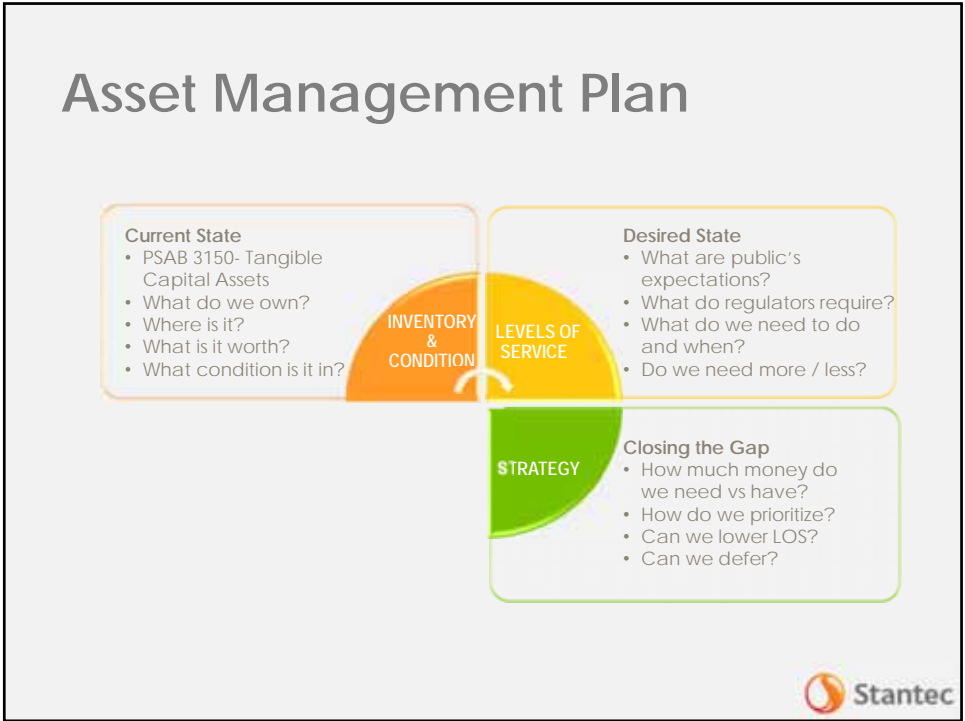 Asset Management Plan
Current State
• PSAB 3150- Tangible
Capital Assets
• What do we own?
• Where is it?
• What is it worth?
• What condition is it in?
INVENTORY
&
CONDITION
LEVELS OF
SERVICE
Desired State
• What are public's
expectations?
• What do regulators require?
• What do we need to do
and when?
• Do we need more / less?
STRATEGY
Closing the Gap
• How much money do
we need vs have?
• How do we prioritize?
• Can we lower LOS?
• Can we defer?
Stantec